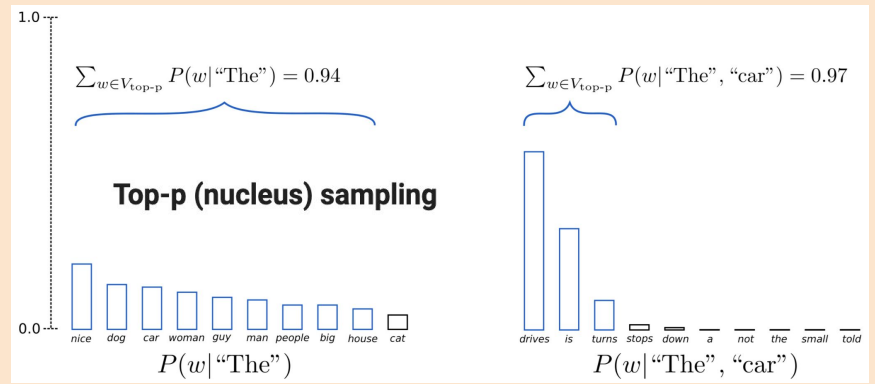 1.0
∑w∈Vtop-p P(w|“The”) = 0.94
∑w∈Vtop-p P(w|“The”, “car”) = 0.97
Top-p (nucleus) sampling
0.0
nice dog car woman guy man people big house cat
drives is turns stops down a not the small told
P(w|“The”)
P(w|“The”, “car”)